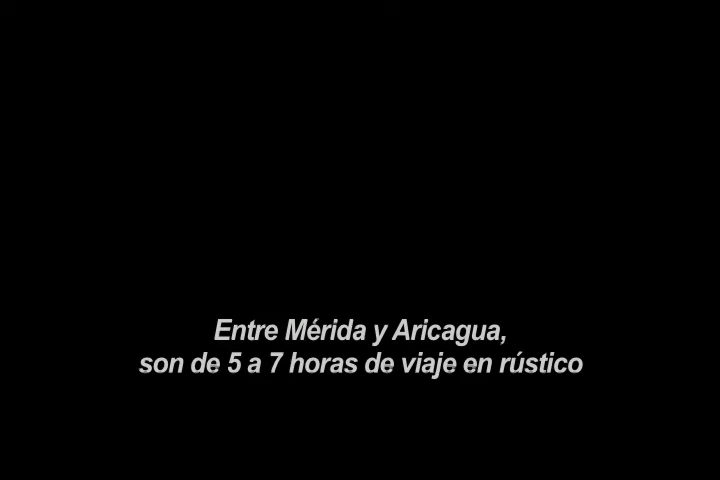 Entre Mérida y Aricagua,
son de 5 a 7 horas de viaje en rústico